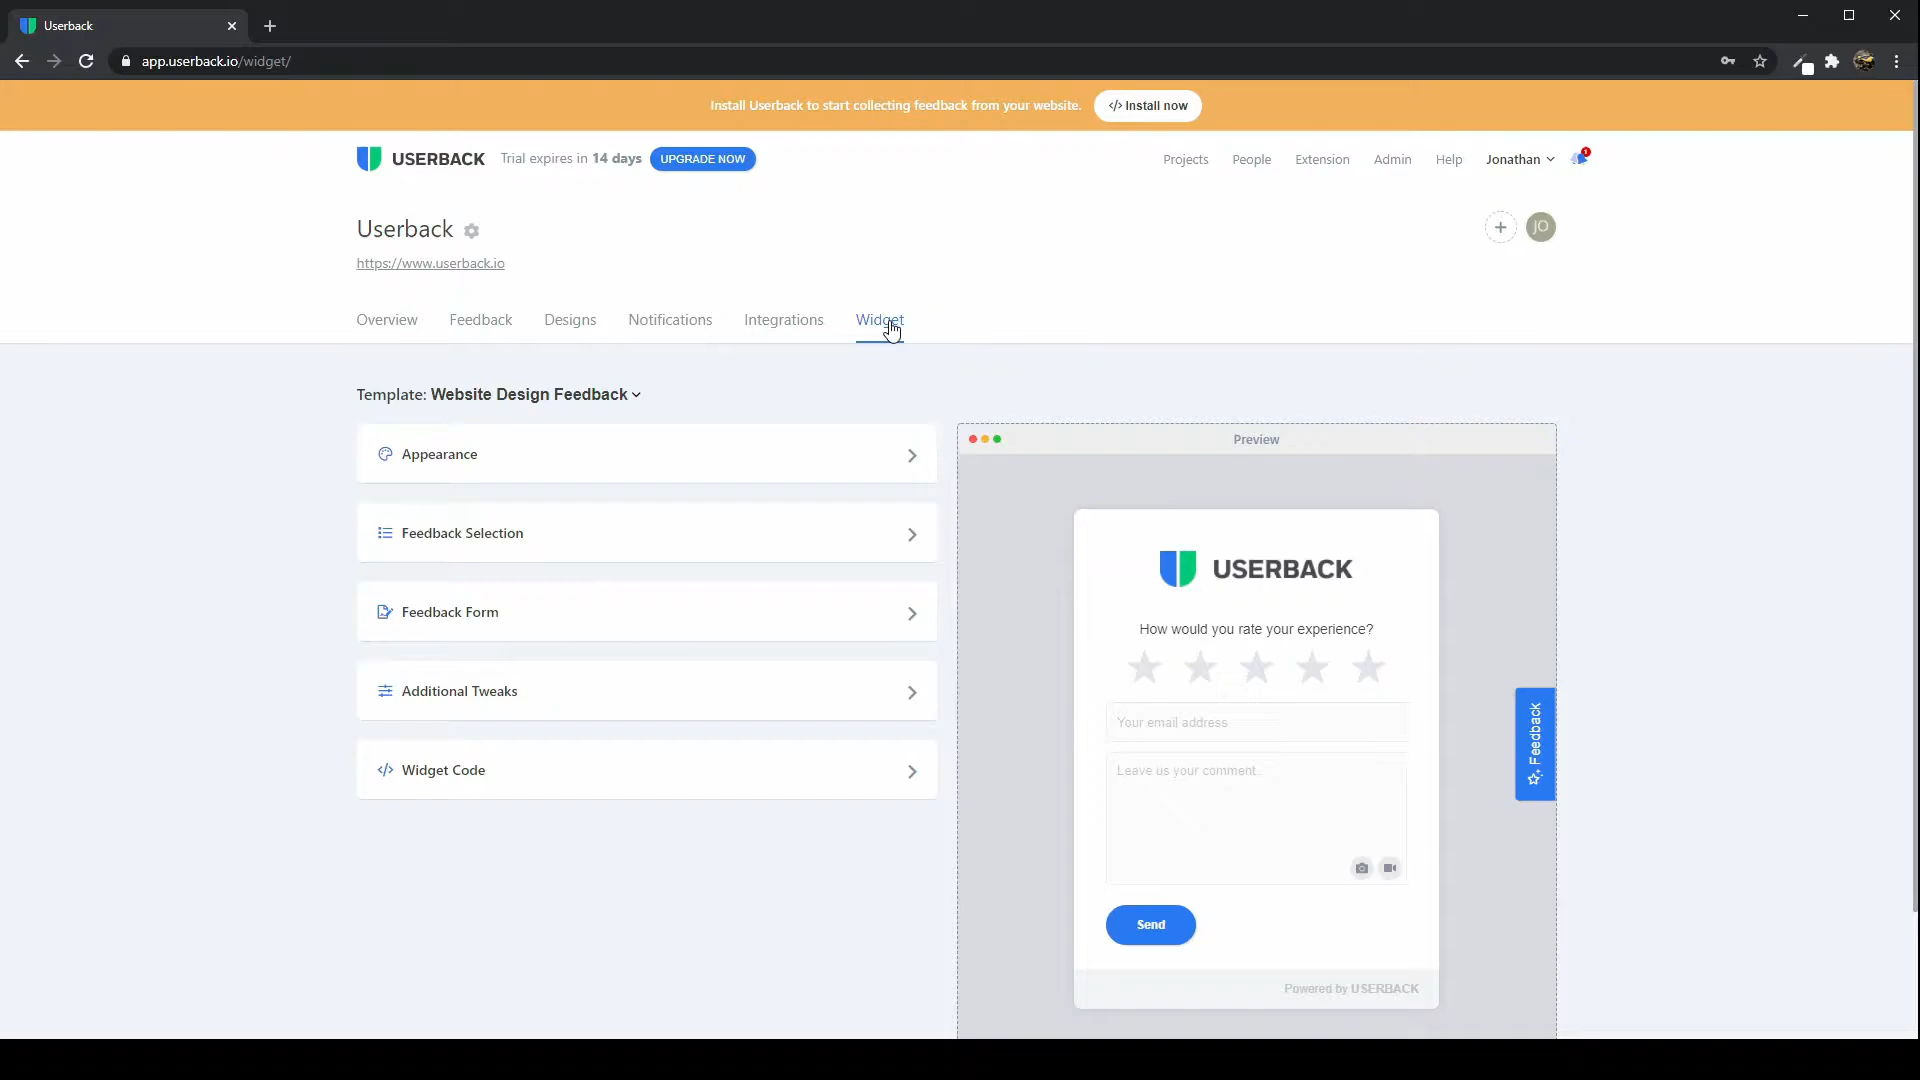 Userback
app.userback.io/widget/
Install Userback to start collecting feedback from your website.
</> Install now
USERBACK
Trial expires in 14 days
UPGRADE NOW
Projects
People
Extension
Admin
Help
Jonathan
1
Userback
JO
https://www.userback.io
Overview
Feedback
Designs
Notifications
Integrations
Widget
Template: Website Design Feedback
Appearance
Feedback Selection
Feedback Form
Additional Tweaks
</> Widget Code
Preview
USERBACK
How would you rate your experience?
Your email address
Leave us your comment...
Send
Powered by USERBACK
Feedback